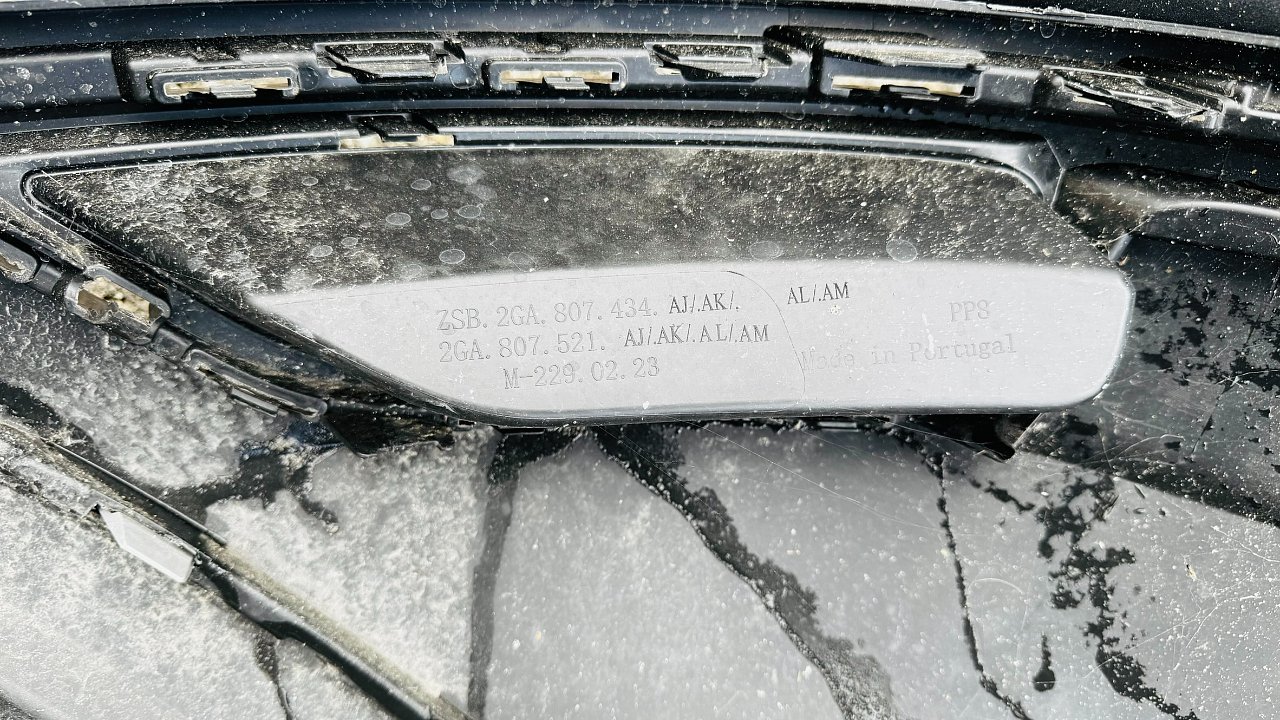 ZSB. 2GA. 807. 434. AJ/.AK/. AL/.AM
2GA. 807. 521. AJ/.AK/.AL/.AM
M-229. 02. 23
PP8
Made in Portugal